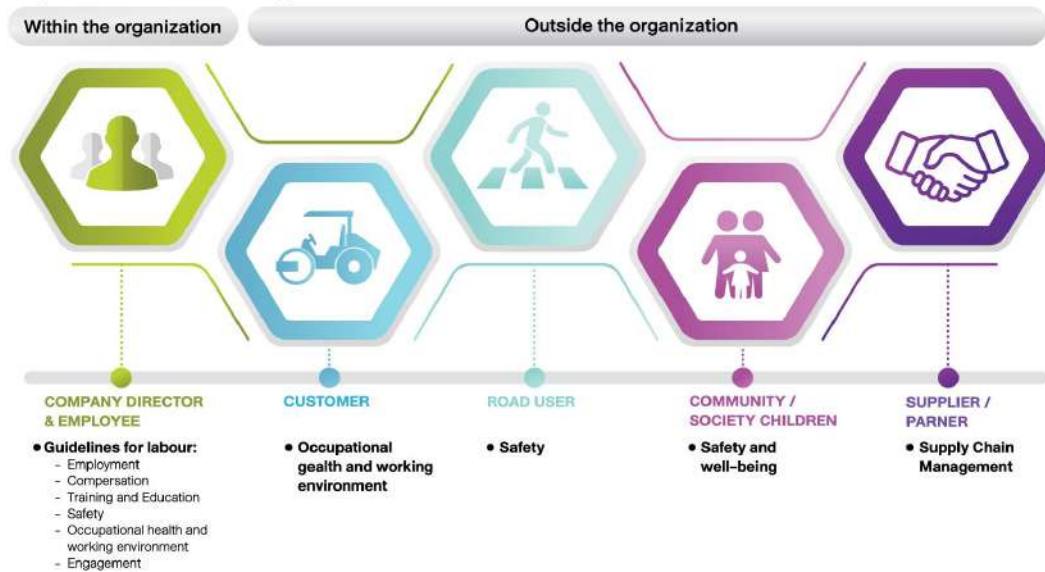 Within the organization
Outside the organization
COMPANY DIRECTOR
& EMPLOYEE
• Guidelines for labour:
– Employment
– Compersation
– Training and Education
– Safety
– Occupational health and
working environment
– Engagement
CUSTOMER
• Occupational
gealth and working
environment
ROAD USER
• Safety
COMMUNITY /
SOCIETY CHILDREN
• Safety and
well-being
SUPPLIER /
PARNER
• Supply Chain
Management